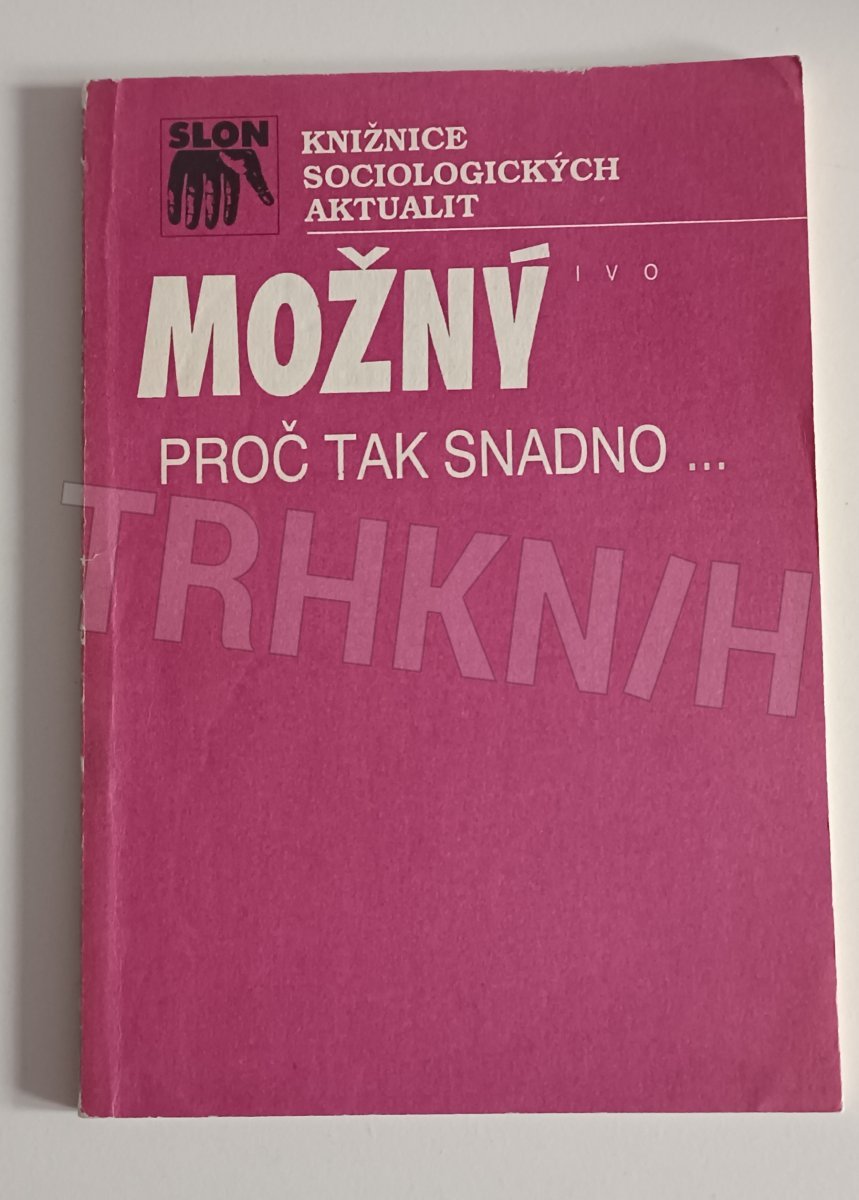 SLON
KNIŽNICE
SOCIOLOGICKÝCH
AKTUALIT
MOŽNÝ IVO
PROČ TAK SNADNO ...
TRHKNIH